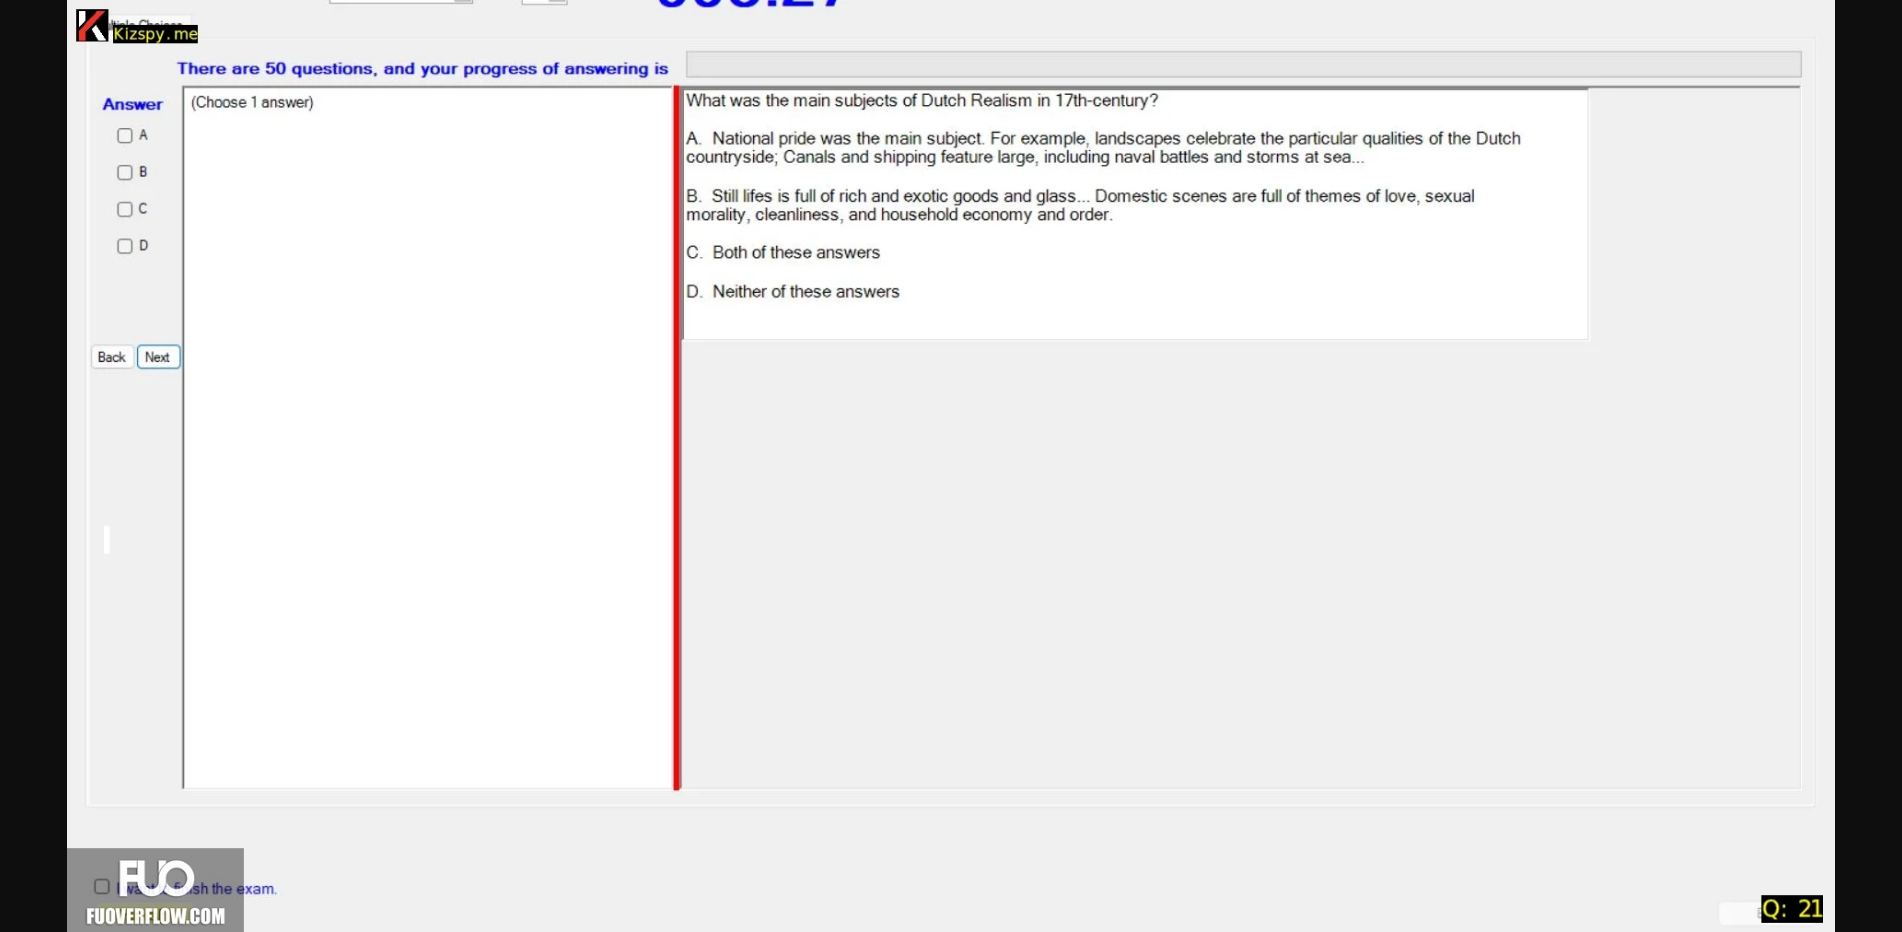 Kizspy.me
There are 50 questions, and your progress of answering is
Answer
(Choose 1 answer)
A
B
C
D
Back
Next
What was the main subjects of Dutch Realism in 17th-century?
A.  National pride was the main subject. For example, landscapes celebrate the particular qualities of the Dutch
countryside; Canals and shipping feature large, including naval battles and storms at sea...
B.  Still lifes is full of rich and exotic goods and glass... Domestic scenes are full of themes of love, sexual
morality, cleanliness, and household economy and order.
C.  Both of these answers
D.  Neither of these answers
FUO
the exam.
FUOVERFLOW.COM
Q: 21